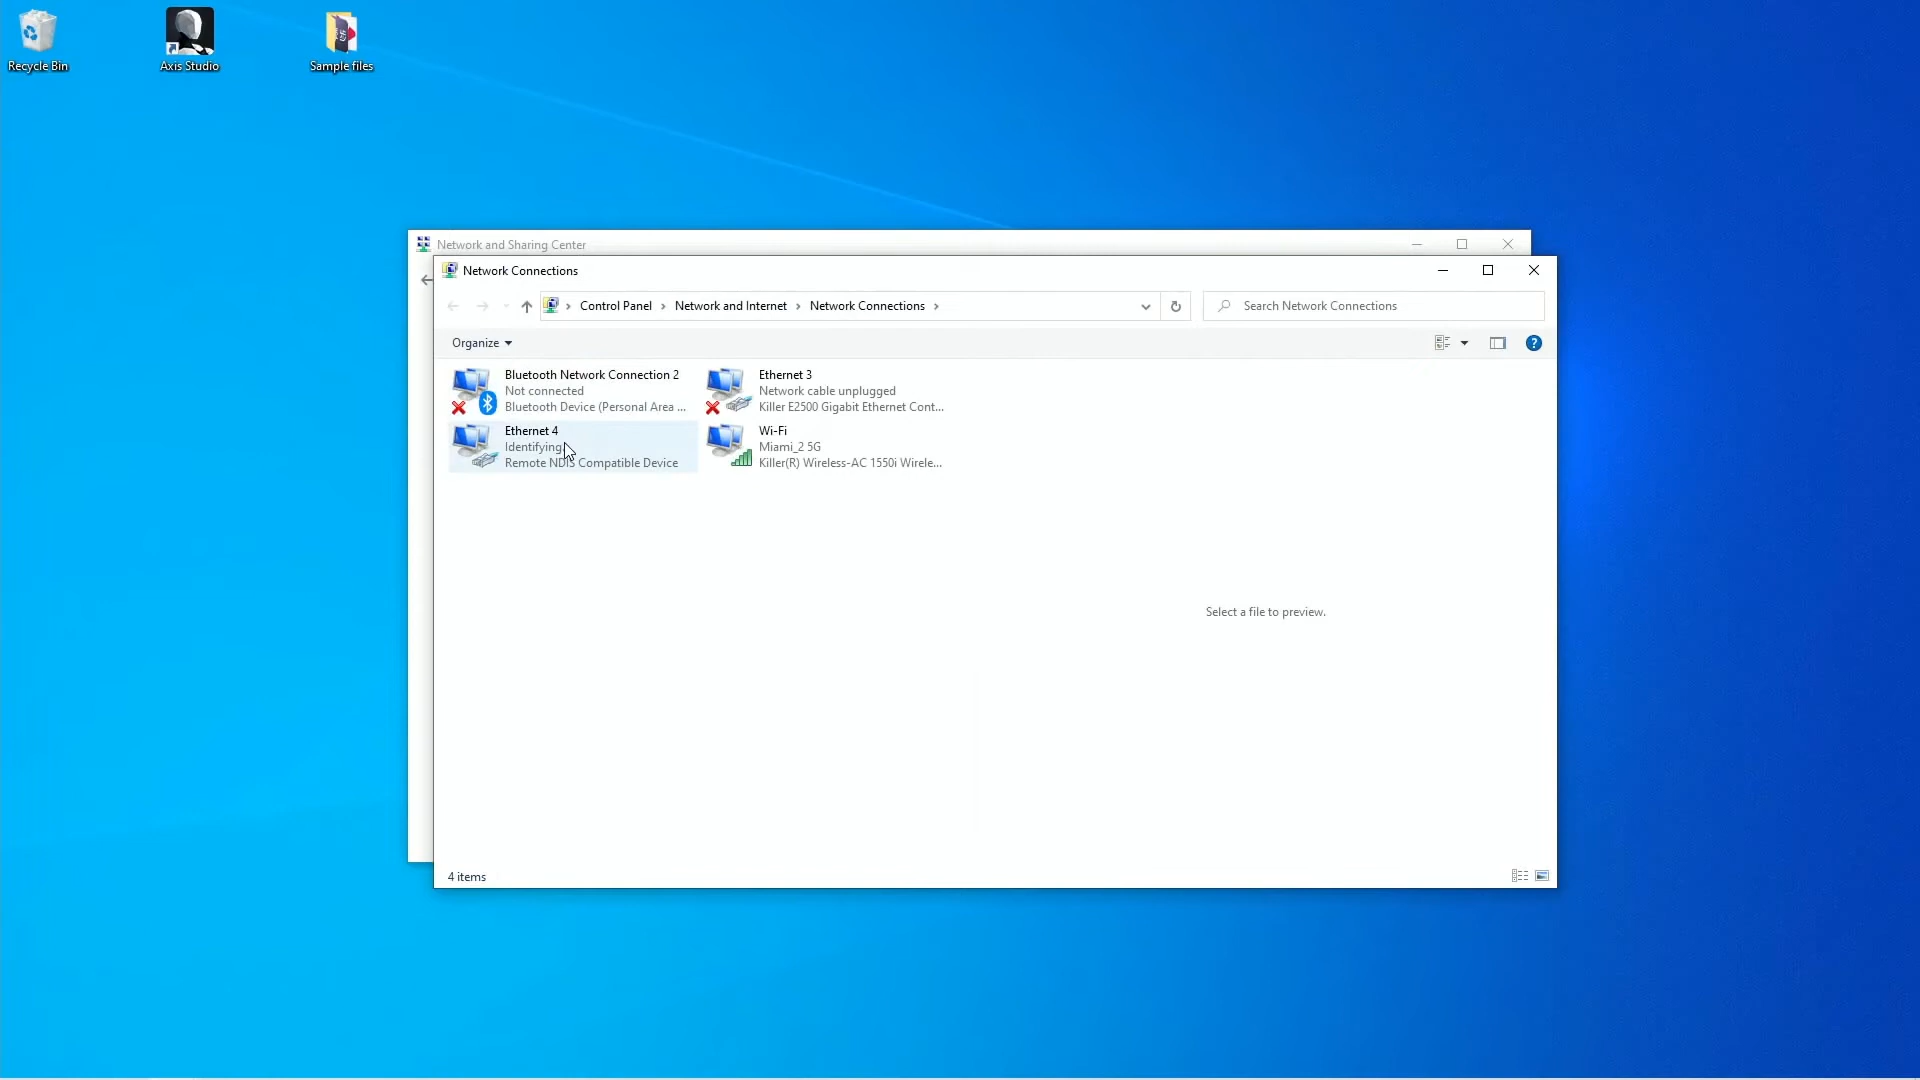 Recycle Bin
Axis Studio
Sample files
Network and Sharing Center
Network Connections
Control Panel
Network and Internet
Network Connections
Search Network Connections
Organize
Bluetooth Network Connection 2
Not connected
Bluetooth Device (Personal Area ...
Ethernet 3
Network cable unplugged
Killer E2500 Gigabit Ethernet Cont...
Ethernet 4
Identifying
Remote NDIS Compatible Device
Wi-Fi
Miami_2 5G
Killer(R) Wireless-AC 1550i Wirele...
Select a file to preview.
4 items